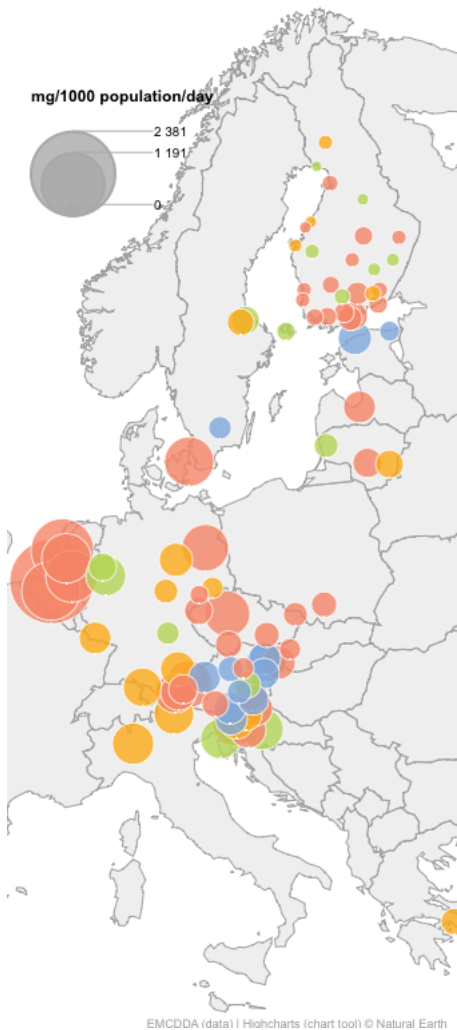 mg/1000 population/day
2 381
1 191
0
EMCDDA (data) | Highcharts (chart tool) © Natural Earth